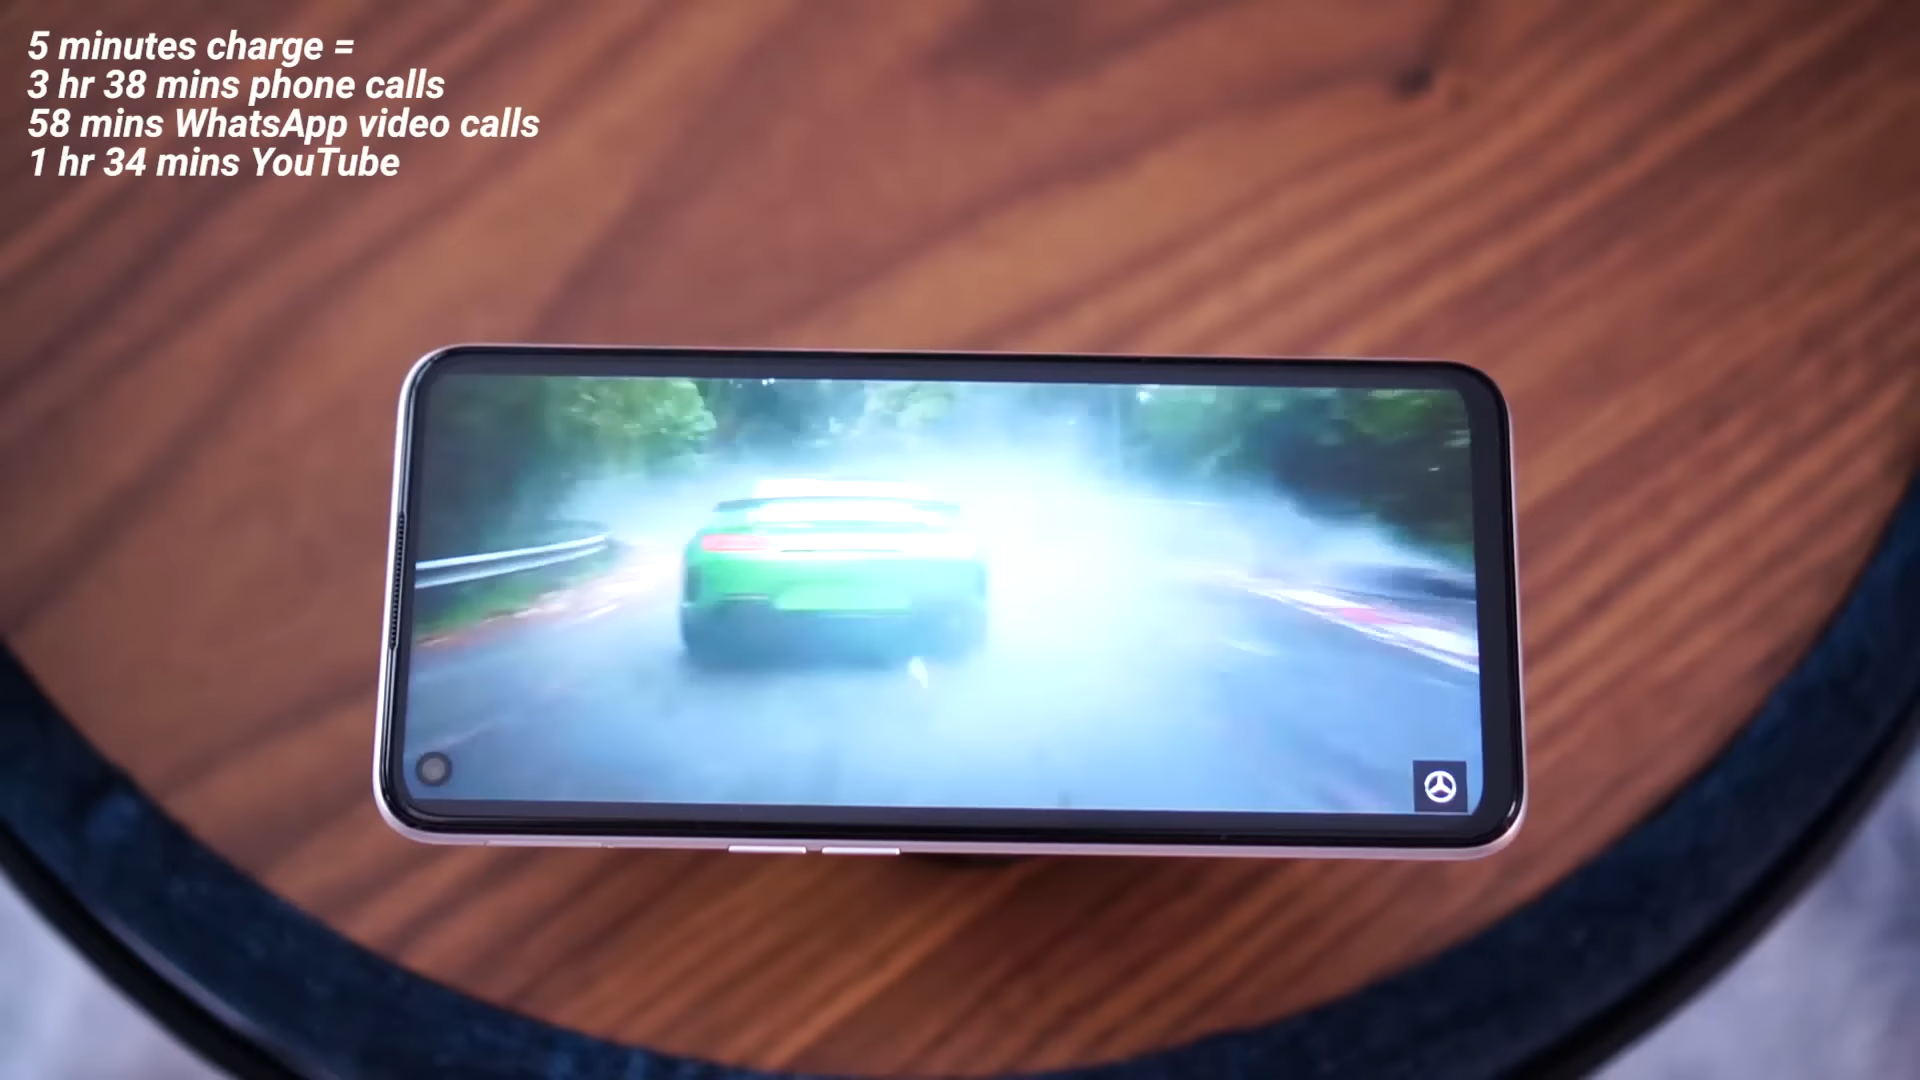 5 minutes charge =
3 hr 38 mins phone calls
58 mins WhatsApp video calls
1 hr 34 mins YouTube